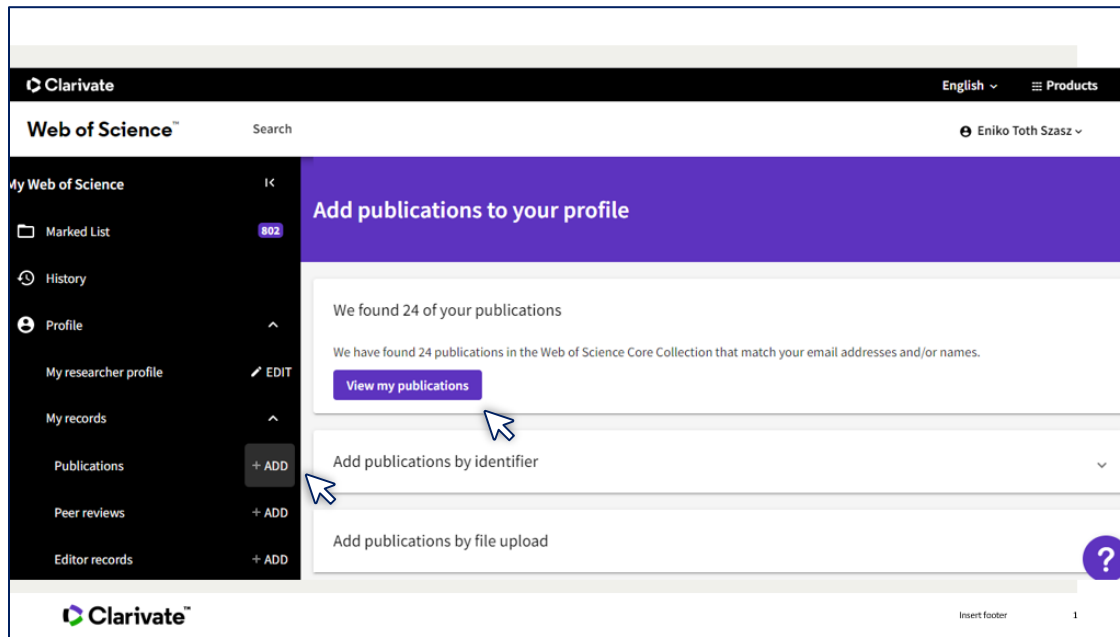 Clarivate
English
Products
Web of Science™
Search
Eniko Toth Szasz
My Web of Science
Marked List
802
History
Profile
My researcher profile
EDIT
My records
Publications
+ ADD
Peer reviews
+ ADD
Editor records
+ ADD
Add publications to your profile
We found 24 of your publications
We have found 24 publications in the Web of Science Core Collection that match your email addresses and/or names.
View my publications
Add publications by identifier
Add publications by file upload
?
Clarivate™
Insert footer
1